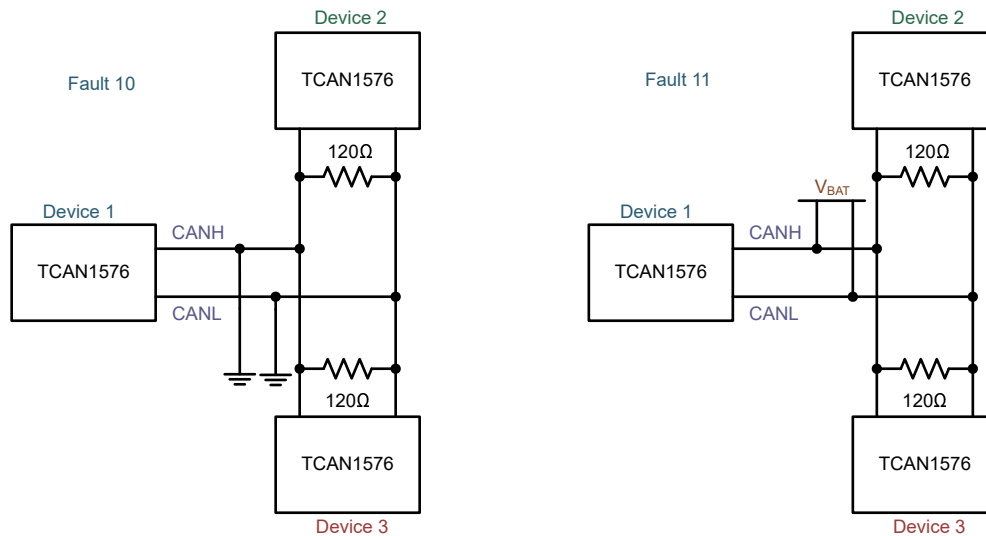 Device 2
TCAN1576
Fault 10
120Ω
Device 1
CANH
TCAN1576
CANL
120Ω
TCAN1576
Device 3
Device 2
TCAN1576
Fault 11
120Ω
VBAT
Device 1
CANH
TCAN1576
CANL
120Ω
TCAN1576
Device 3